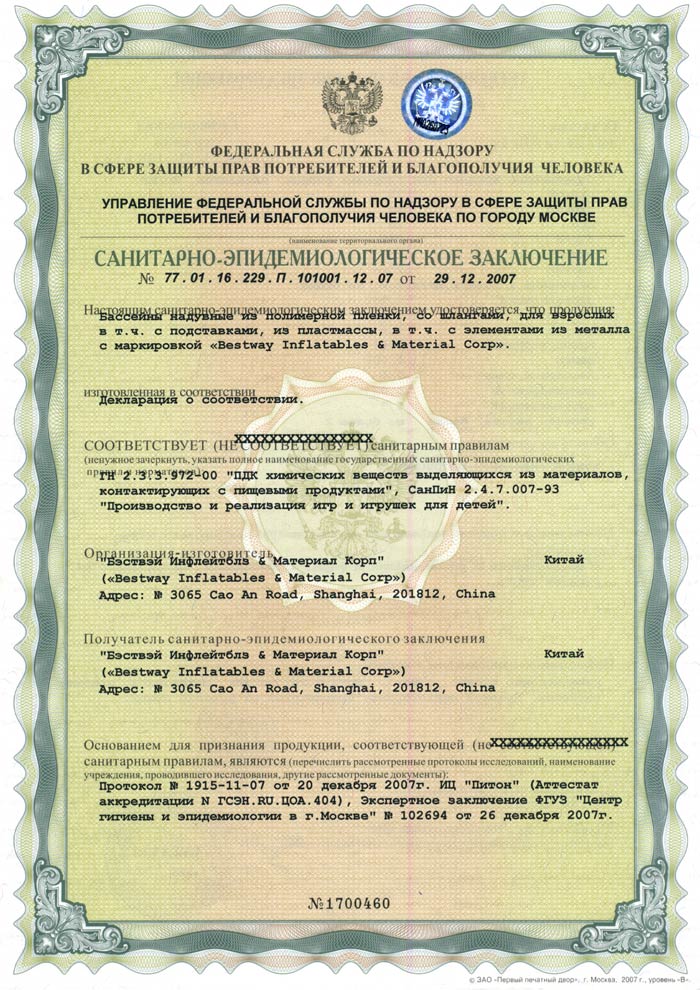 ФЕДЕРАЛЬНАЯ СЛУЖБА ПО НАДЗОРУ
В СФЕРЕ ЗАЩИТЫ ПРАВ ПОТРЕБИТЕЛЕЙ И БЛАГОПОЛУЧИЯ ЧЕЛОВЕКА
УПРАВЛЕНИЕ ФЕДЕРАЛЬНОЙ СЛУЖБЫ ПО НАДЗОРУ В СФЕРЕ ЗАЩИТЫ ПРАВ
ПОТРЕБИТЕЛЕЙ И БЛАГОПОЛУЧИЯ ЧЕЛОВЕКА ПО ГОРОДУ МОСКВЕ
(наименование территориального органа)
САНИТАРНО-ЭПИДЕМИОЛОГИЧЕСКОЕ ЗАКЛЮЧЕНИЕ
№ 77.01.16.229.П.101001.12.07 от 29.12.2007
Настоящим санитарно-эпидемиологическим заключением удостоверяется, что продукция:
Бассейны надувные из полимерной пленки, со шлангами, для взрослых
в т.ч. с подставками, из пластмассы, в т.ч. с элементами из металла
с маркировкой «Bestway Inflatables & Material Corp».
изготовленная в соответствии
Декларация о соответствии.
СООТВЕТСТВУЕТ (НЕ СООТВЕТСТВУЕТ) санитарным правилам
(ненужное зачеркнуть, указать полное наименование государственных санитарно-эпидемиологических
правил и нормативов):
ГН 2.3.3.972-00 "ПДК химических веществ выделяющихся из материалов,
контактирующих с пищевыми продуктами", СанПиН 2.4.7.007-93
"Производство и реализация игр и игрушек для детей".
Организация-изготовитель
"Бэствэй Инфлейтблз & Материал Корп" Китай
(«Bestway Inflatables & Material Corp»)
Адрес: № 3065 Cao An Road, Shanghai, 201812, China
Получатель санитарно-эпидемиологического заключения
"Бэствэй Инфлейтблз & Материал Корп" Китай
(«Bestway Inflatables & Material Corp»)
Адрес: № 3065 Cao An Road, Shanghai, 201812, China
Основанием для признания продукции, соответствующей (не соответствующей)
санитарным правилам, являются (перечислить протоколы исследований, наименование
учреждения, проводившего исследования, другие рассмотренные документы):
Протокол № 1915-11-07 от 20 декабря 2007г. ИЦ "Питон" (Аттестат
аккредитации N ГСЭН.RU.ЦОА.404), Экспертное заключение ФГУЗ "Центр
гигиены и эпидемиологии в г.Москве" № 102694 от 26 декабря 2007г.
№1700460
© ЗАО «Первый печатный двор», г. Москва, 2007 г., уровень «В».